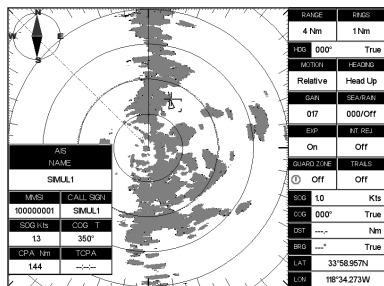 N
W E
S
RANGE RINGS
4 Nm 1 Nm
HDG 000° True
MOTION HEADING
Relative Head Up
GAIN SEA/RAIN
017 000/Off
EXP INT REJ
On Off
GUARD ZONE TRAILS
Off Off
SOG 1.0 Kts
COG 000° True
DST ---.- Nm
BRG ---° True
LAT 33°58.957N
LON 118°34.273W
AIS
NAME
SIMUL1
MMSI CALL SIGN
100000001 SIMUL1
SOG Kts COG T
1.3 350°
CPA Nm TCPA
1.44 --:--:--